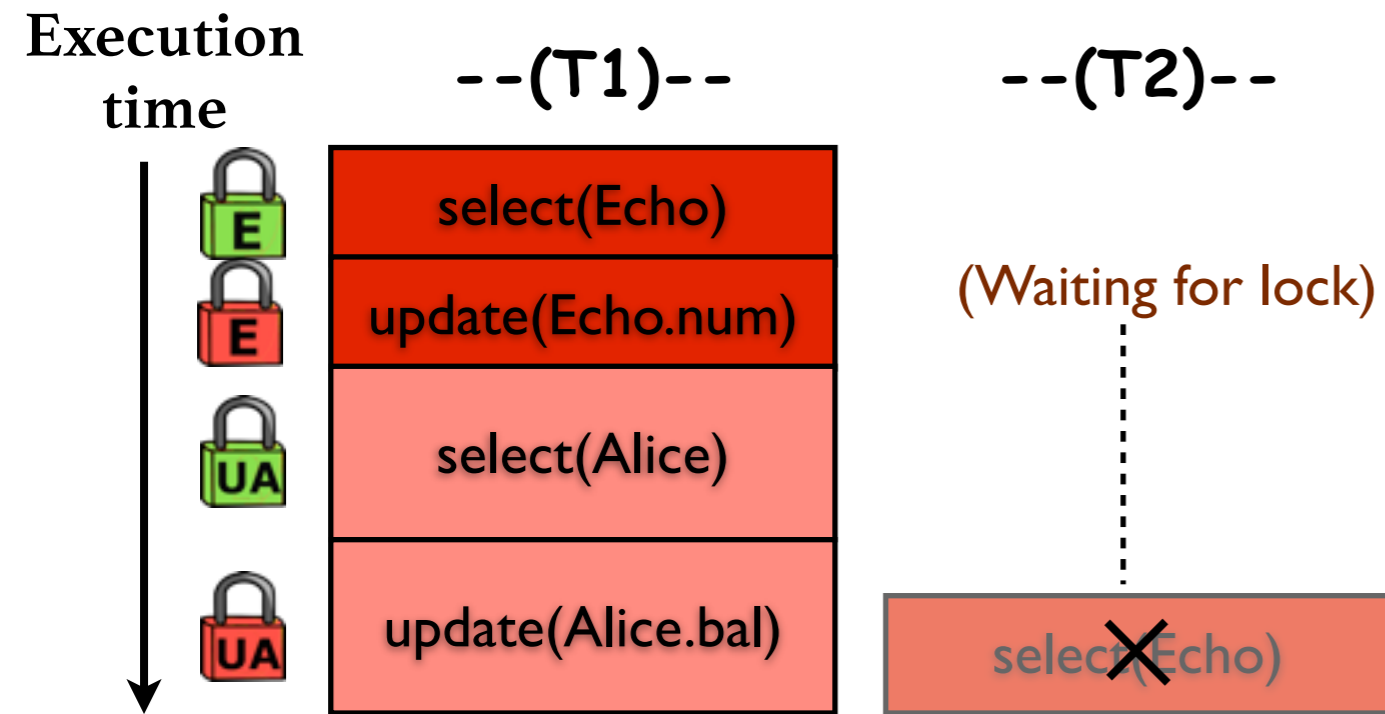 Execution
time
--(T1)--
--(T2)--
E
select(Echo)
E
update(Echo.num)
(Waiting for lock)
UA
select(Alice)
UA
update(Alice.bal)
select(Echo)